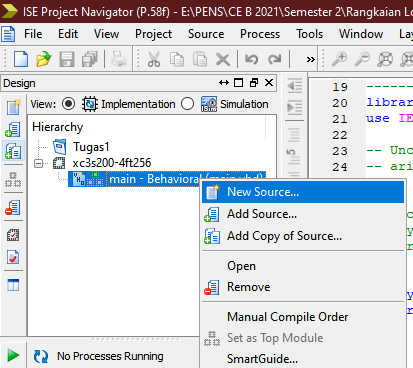 ISE Project Navigator (P.58f) - E:\PENS\CE B 2021\Semester 2\Rangkaian Lo
File Edit View Project Source Process Tools Window Layout Help
Design
View: Implementation Simulation
Hierarchy
Tugas1
xc3s200-4ft256
main - Behavioral (main.vhd)
New Source...
Add Source...
Add Copy of Source...
Open
Remove
Manual Compile Order
Set as Top Module
SmartGuide...
No Processes Running
19 -------
20 librar
21 use IE
22
23 -- Unc
24 -- ari